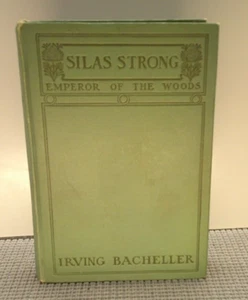 SILAS STRONG
EMPEROR OF THE WOODS
IRVING BACHELLER